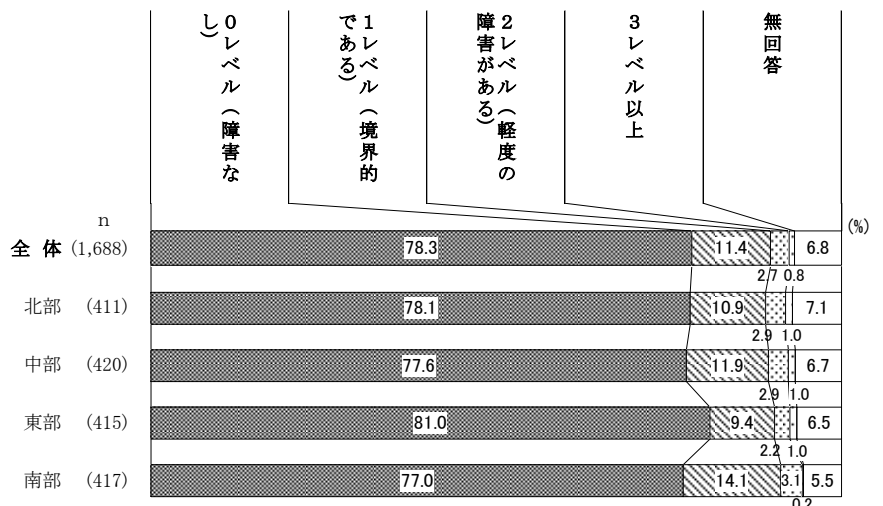 0レベル（障害なし）
1レベル（境界的である）
2レベル（軽度の障害がある）
3レベル以上
無回答
n
(%)
全 体 (1,688) 78.3 11.4 6.8
2.7 0.8
北部 (411) 78.1 10.9 7.1
2.9 1.0
中部 (420) 77.6 11.9 6.7
2.9 1.0
東部 (415) 81.0 9.4 6.5
2.2 1.0
南部 (417) 77.0 14.1 3.1 5.5
0.2